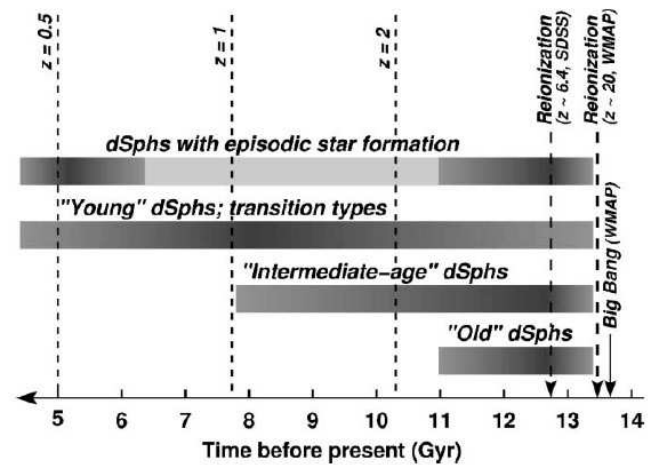 z = 0.5
z = 1
z = 2
Reionization
(z ~ 6.4, SDSS)
Reionization
(z ~ 20, WMAP)
dSphs with episodic star formation
"Young" dSphs; transition types
"Intermediate-age" dSphs
"Old" dSphs
Big Bang (WMAP)
5 6 7 8 9 10 11 12 13 14
Time before present (Gyr)